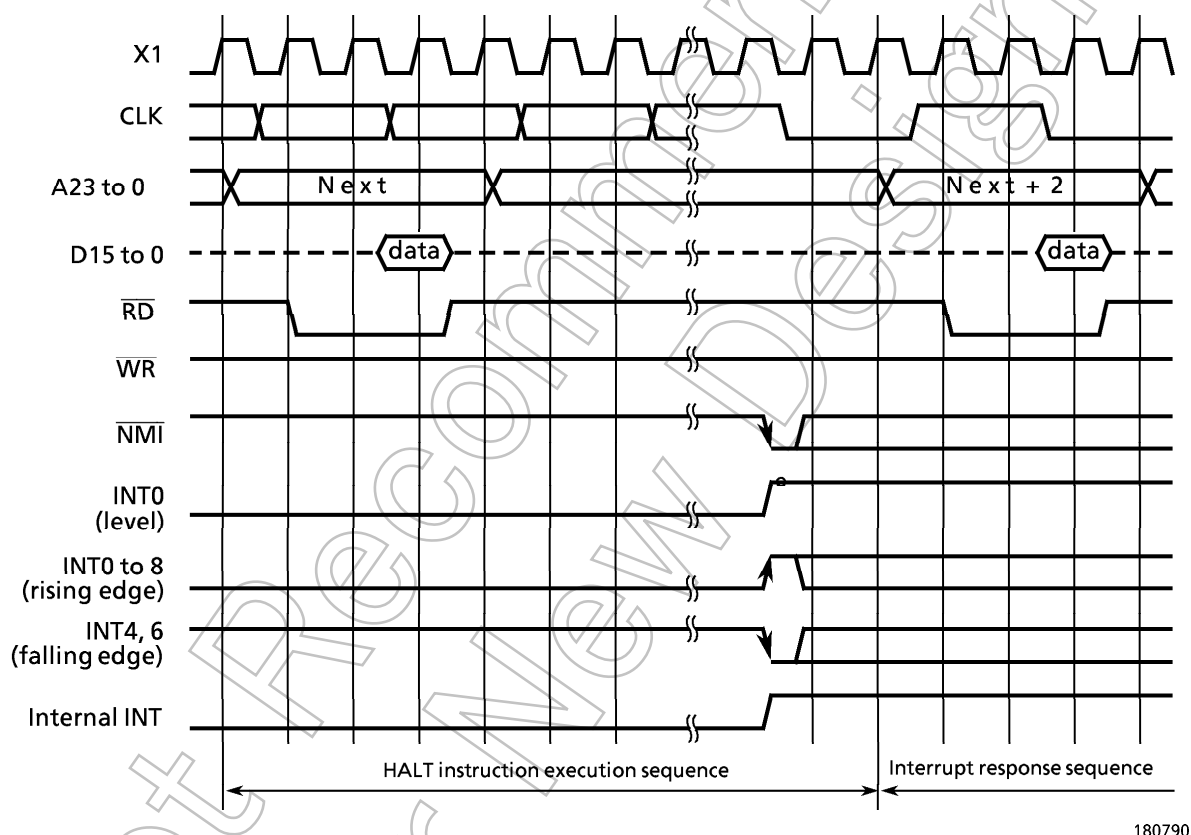 X1
CLK
A23 to 0
Next
Next + 2
D15 to 0
data
data
RD
WR
NMI
INT0
(level)
INT0 to 8
(rising edge)
INT4, 6
(falling edge)
Internal INT
HALT instruction execution sequence
Interrupt response sequence
180790